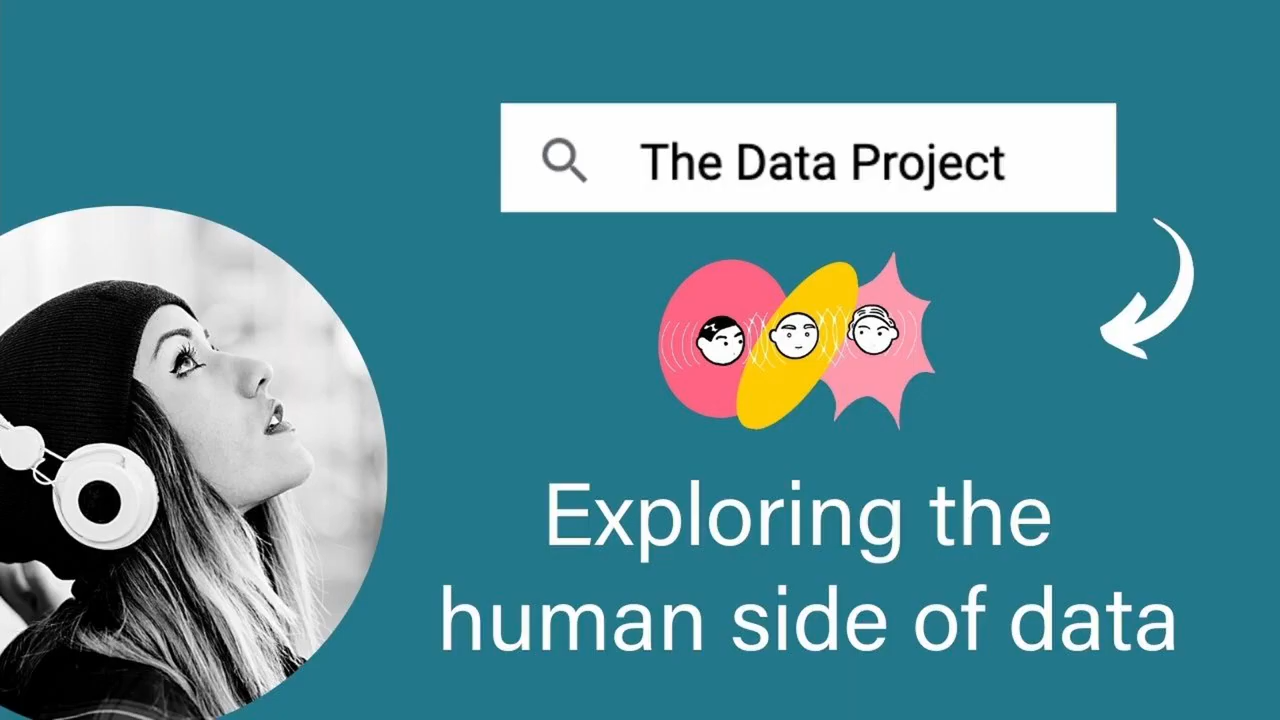 The Data Project
Exploring the
human side of data